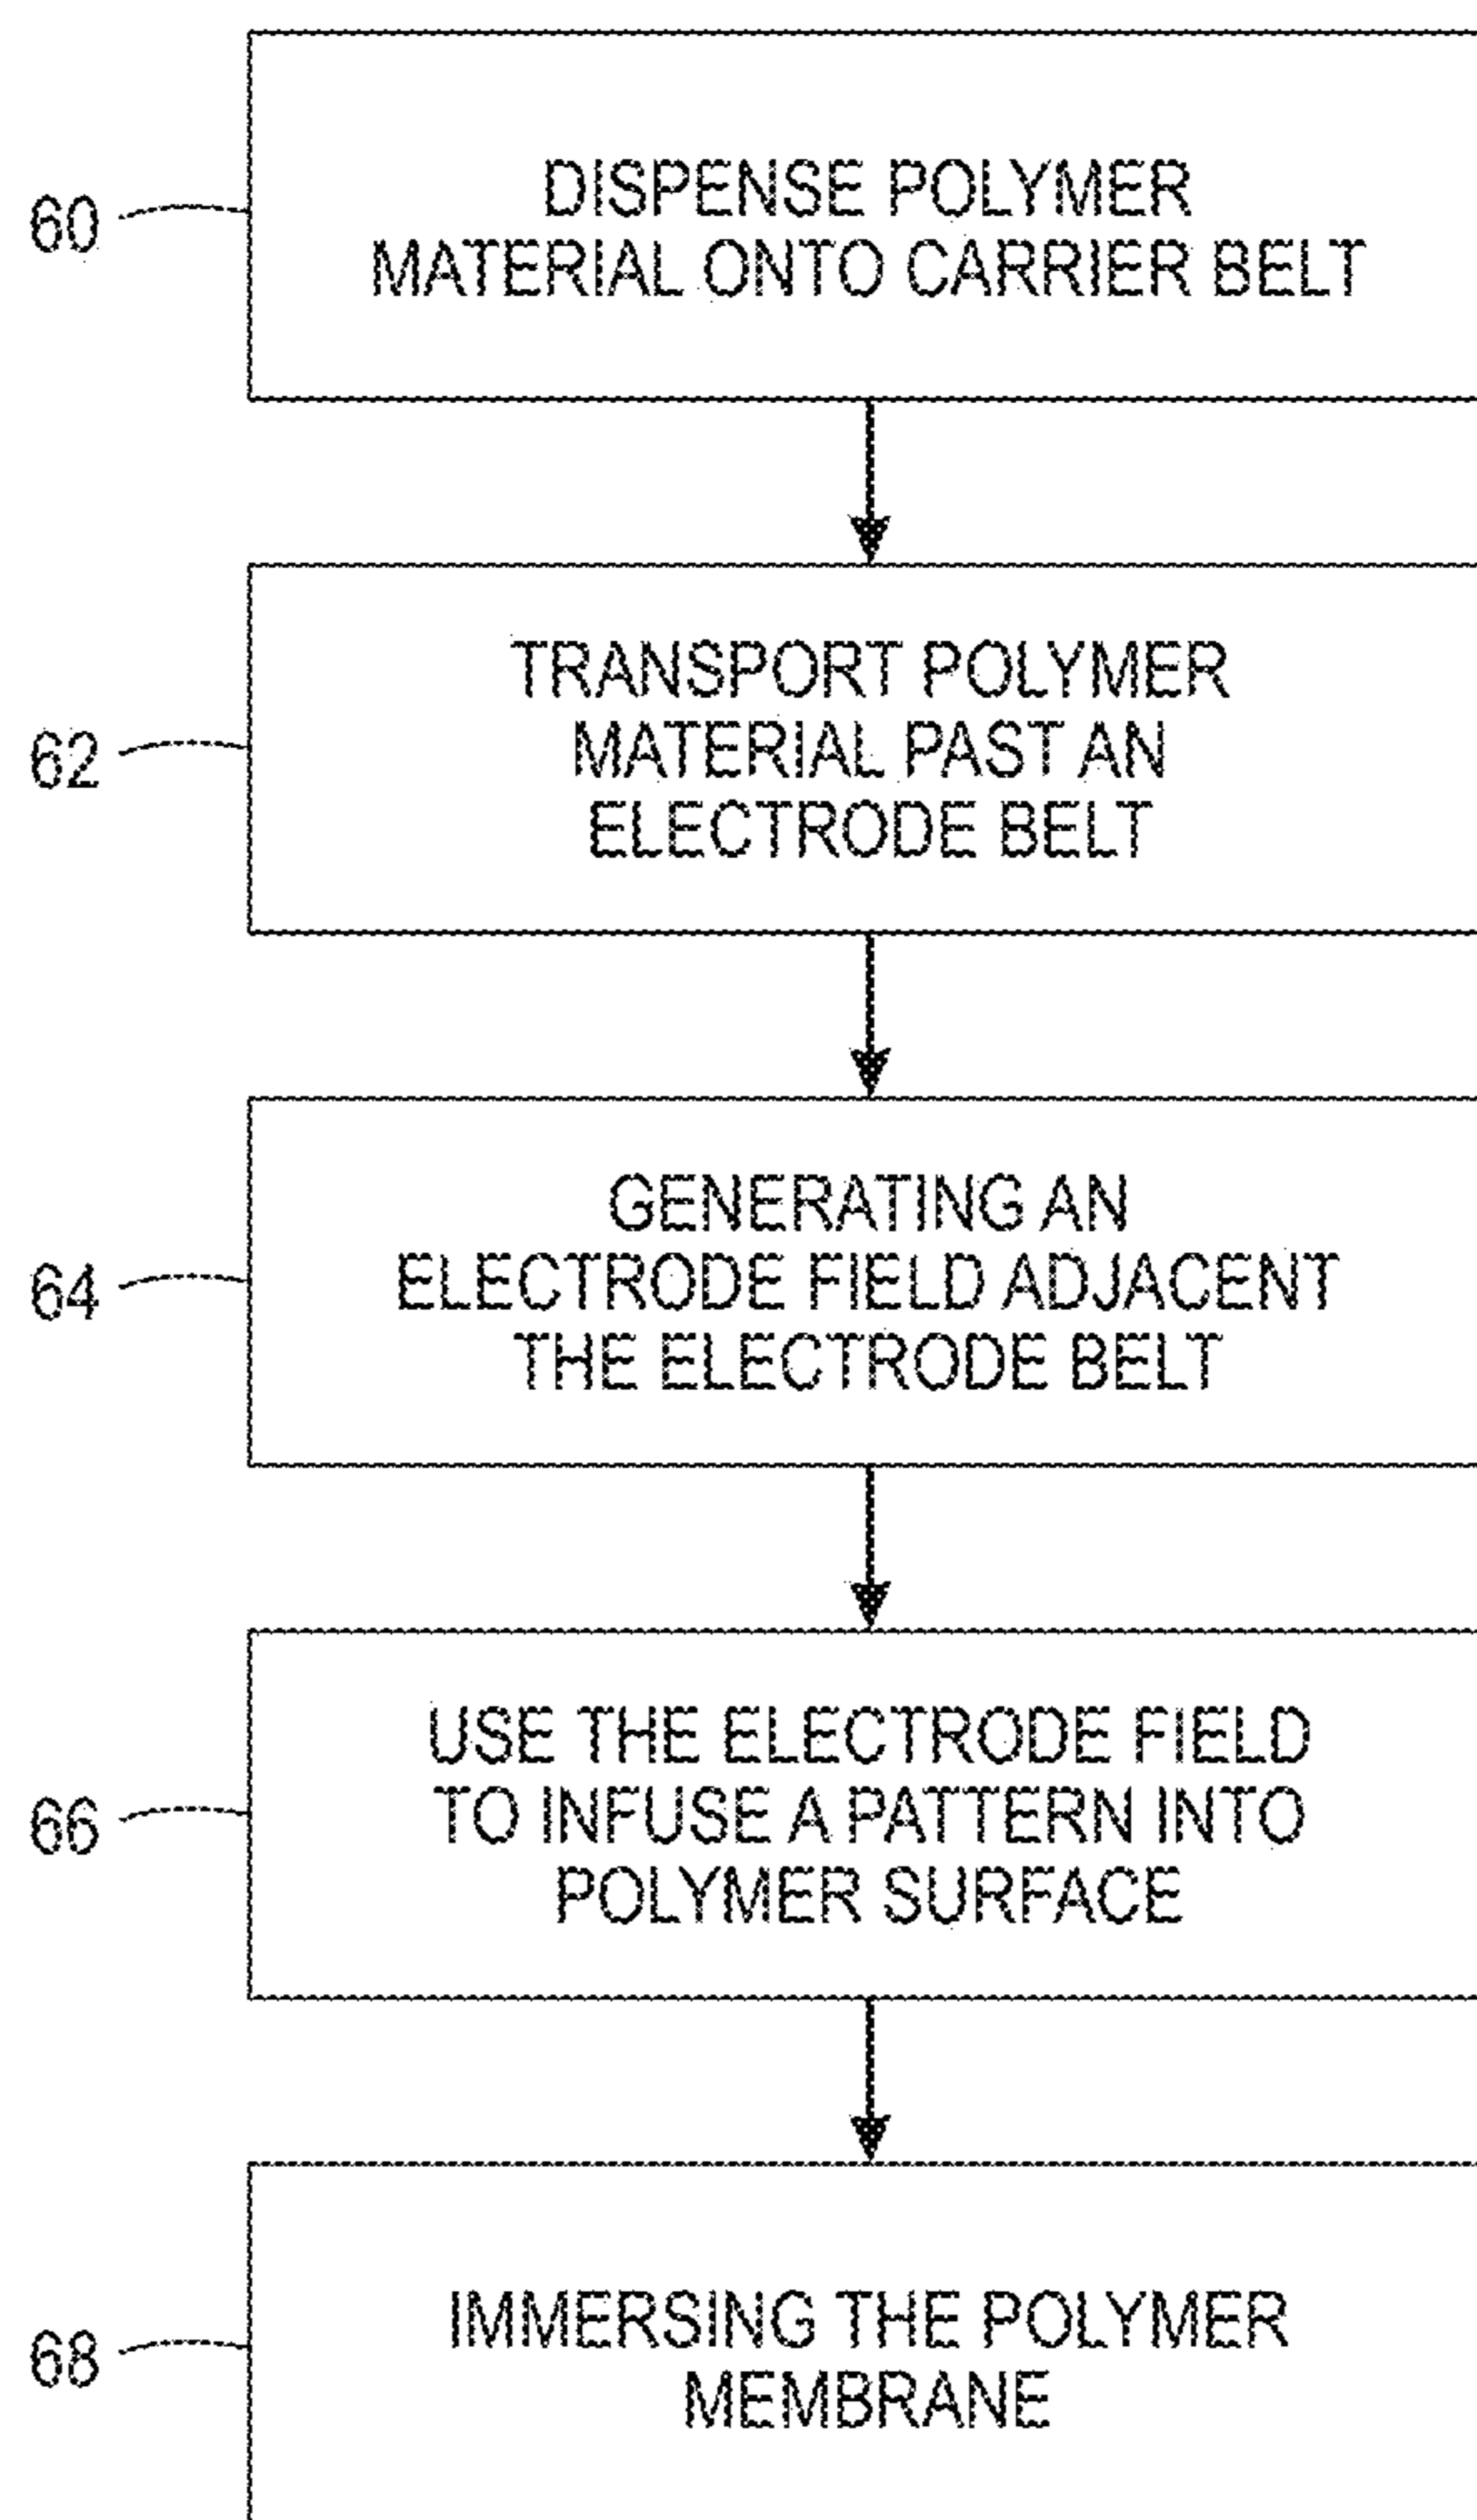 60
DISPENSE POLYMER
MATERIAL ONTO CARRIER BELT
62
TRANSPORT POLYMER
MATERIAL PAST AN
ELECTRODE BELT
64
GENERATING AN
ELECTRODE FIELD ADJACENT
THE ELECTRODE BELT
66
USE THE ELECTRODE FIELD
TO INFUSE A PATTERN INTO
POLYMER SURFACE
68
IMMERSING THE POLYMER
MEMBRANE